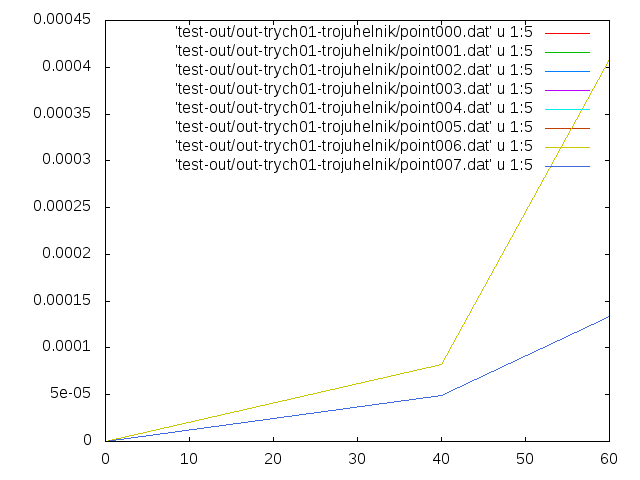 0.00045
'test-out/out-trych01-trojuhelnik/point000.dat' u 1:5
'test-out/out-trych01-trojuhelnik/point001.dat' u 1:5
0.0004
'test-out/out-trych01-trojuhelnik/point002.dat' u 1:5
'test-out/out-trych01-trojuhelnik/point003.dat' u 1:5
'test-out/out-trych01-trojuhelnik/point004.dat' u 1:5
0.00035
'test-out/out-trych01-trojuhelnik/point005.dat' u 1:5
'test-out/out-trych01-trojuhelnik/point006.dat' u 1:5
0.0003
'test-out/out-trych01-trojuhelnik/point007.dat' u 1:5
0.00025
0.0002
0.00015
0.0001
5e-05
0
0 10 20 30 40 50 60